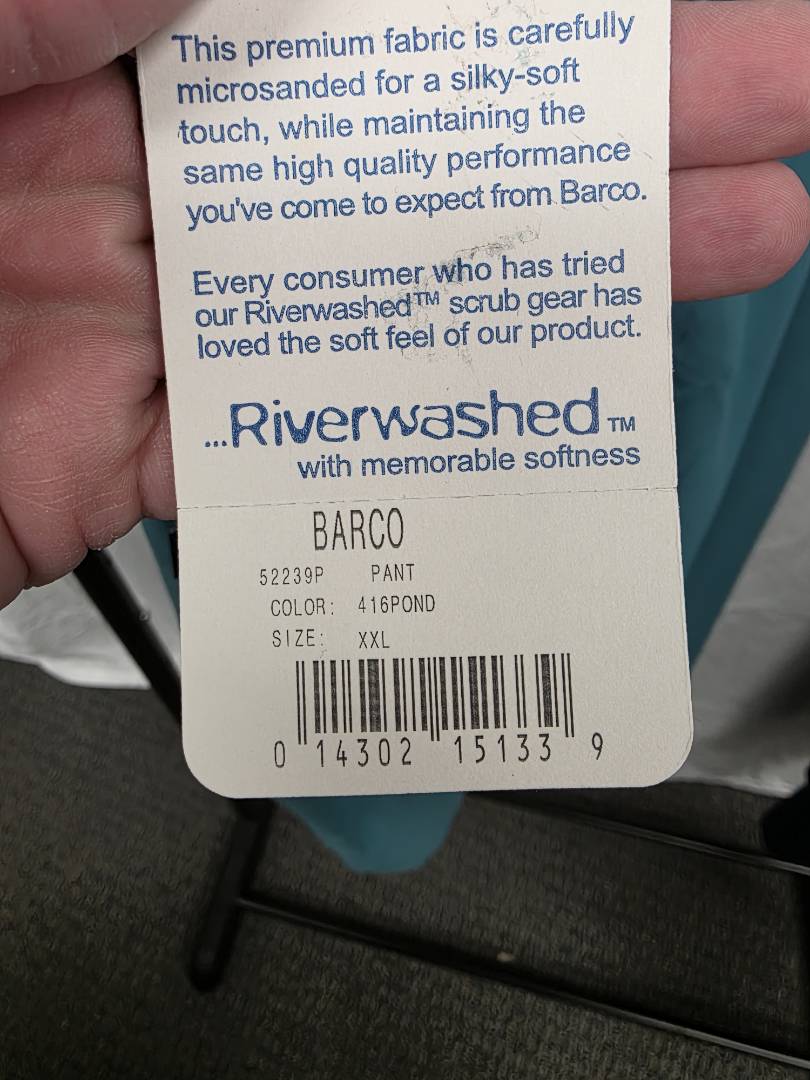 This premium fabric is carefully
microsanded for a silky-soft
touch, while maintaining the
same high quality performance
you've come to expect from Barco.
Every consumer who has tried
our Riverwashed™ scrub gear has
loved the soft feel of our product.
...Riverwashed™
with memorable softness
BARCO
52239P PANT
COLOR: 416POND
SIZE: XXL
0 14302 15133 9